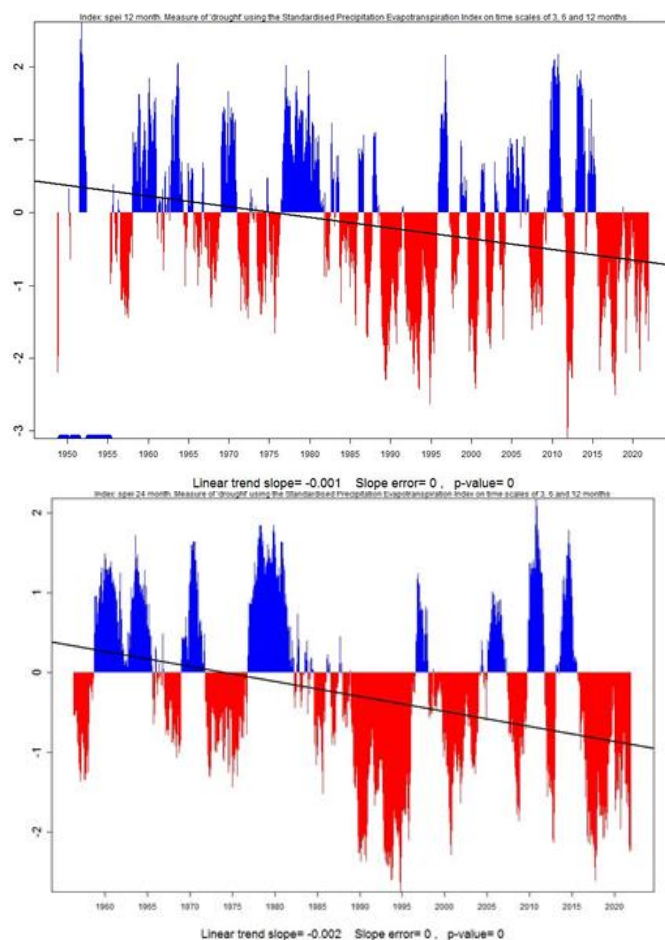 Index: spei 12 month. Measure of 'drought' using the Standardised Precipitation Evapotranspiration Index on time scales of 3, 6 and 12 months
2
1
0
-1
-2
-3
1950 1955 1960 1965 1970 1975 1980 1985 1990 1995 2000 2005 2010 2015 2020
Linear trend slope= -0.001 Slope error= 0 , p-value= 0
Index: spei 24 month. Measure of 'drought' using the Standardised Precipitation Evapotranspiration Index on time scales of 3, 6 and 12 months
2
1
0
-1
-2
1960 1965 1970 1975 1980 1985 1990 1995 2000 2005 2010 2015 2020
Linear trend slope= -0.002 Slope error= 0 , p-value= 0